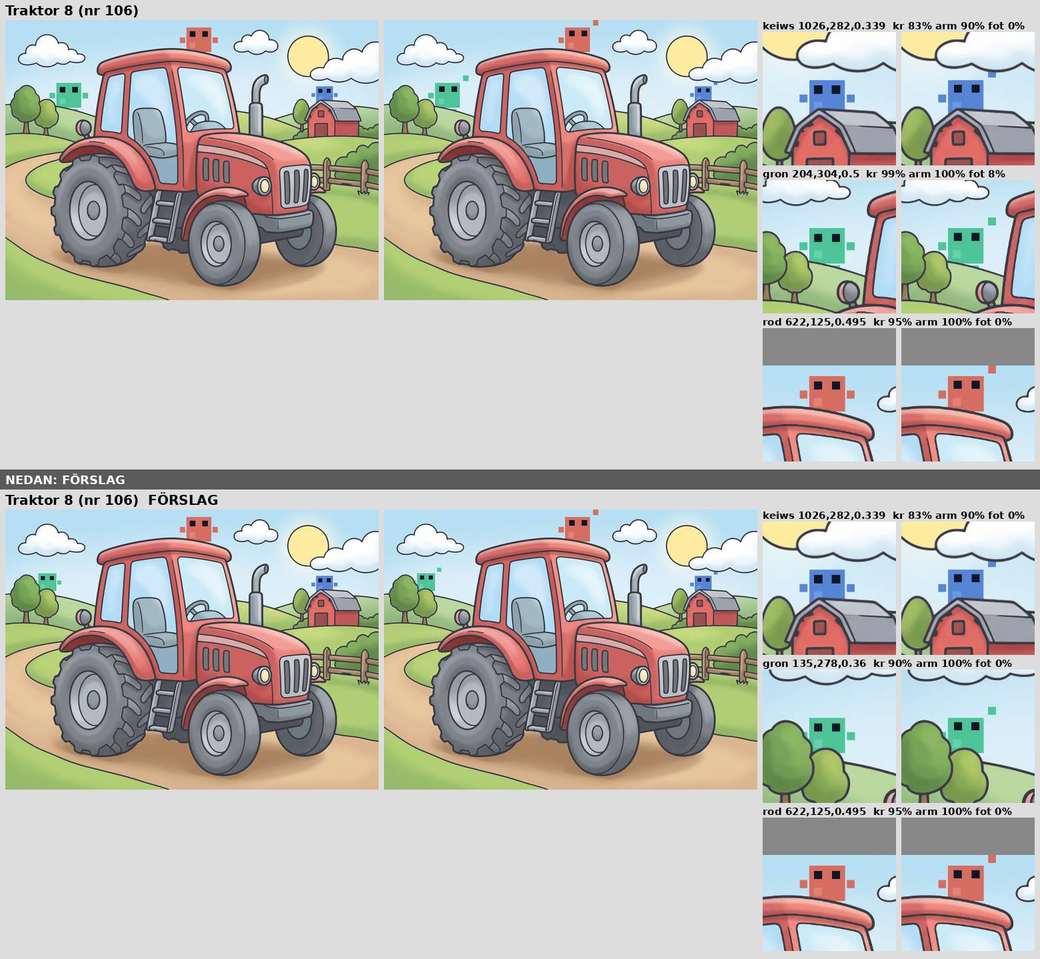 Traktor 8 (nr 106)
keiws 1026,282,0.339  kr 83% arm 90% fot 0%
gron 204,304,0.5  kr 99% arm 100% fot 8%
rod 622,125,0.495  kr 95% arm 100% fot 0%
NEDAN: FÖRSLAG
Traktor 8 (nr 106)  FÖRSLAG
keiws 1026,282,0.339  kr 83% arm 90% fot 0%
gron 135,278,0.36  kr 90% arm 100% fot 0%
rod 622,125,0.495  kr 95% arm 100% fot 0%